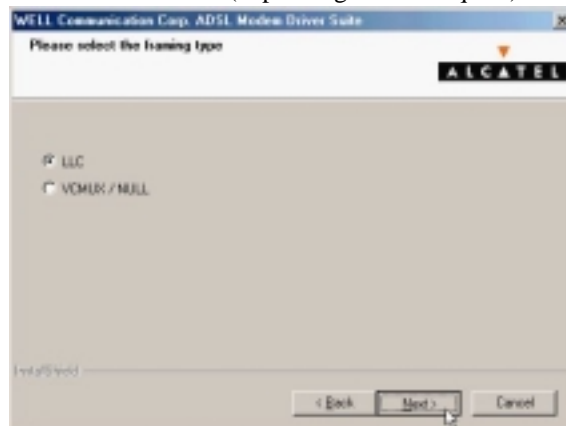 WELL Communication Corp. ADSL Modem Driver Suite
Please select the framing type
ALCATEL
LLC
VCMUX / NULL
InstallShield
< Back
Next >
Cancel